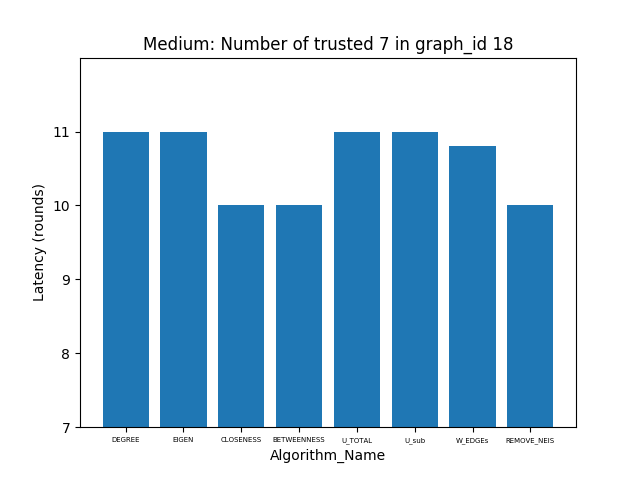 Medium: Number of trusted 7 in graph_id 18
Latency (rounds)
11
10
9
8
7
DEGREE EIGEN CLOSENESS BETWEENNESS U_TOTAL U_sub W_EDGEs REMOVE_NEIS
Algorithm_Name